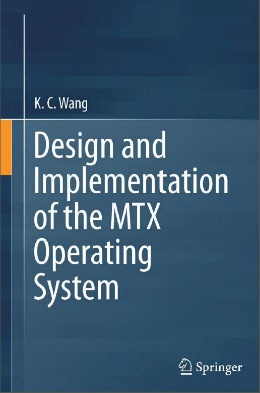 K. C. Wang
Design and
Implementation
of the MTX
Operating
System
Springer